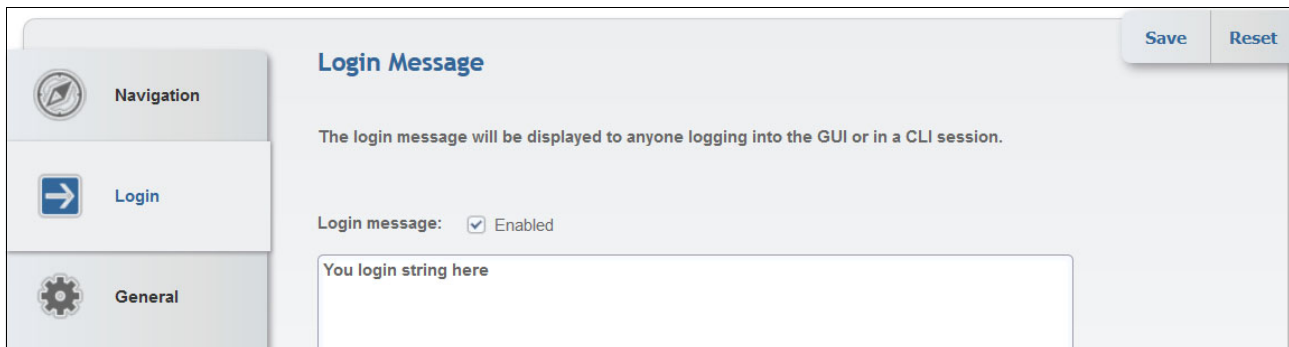 Save
Reset
Login Message
Navigation
The login message will be displayed to anyone logging into the GUI or in a CLI session.
Login
Login message:
Enabled
You login string here
General